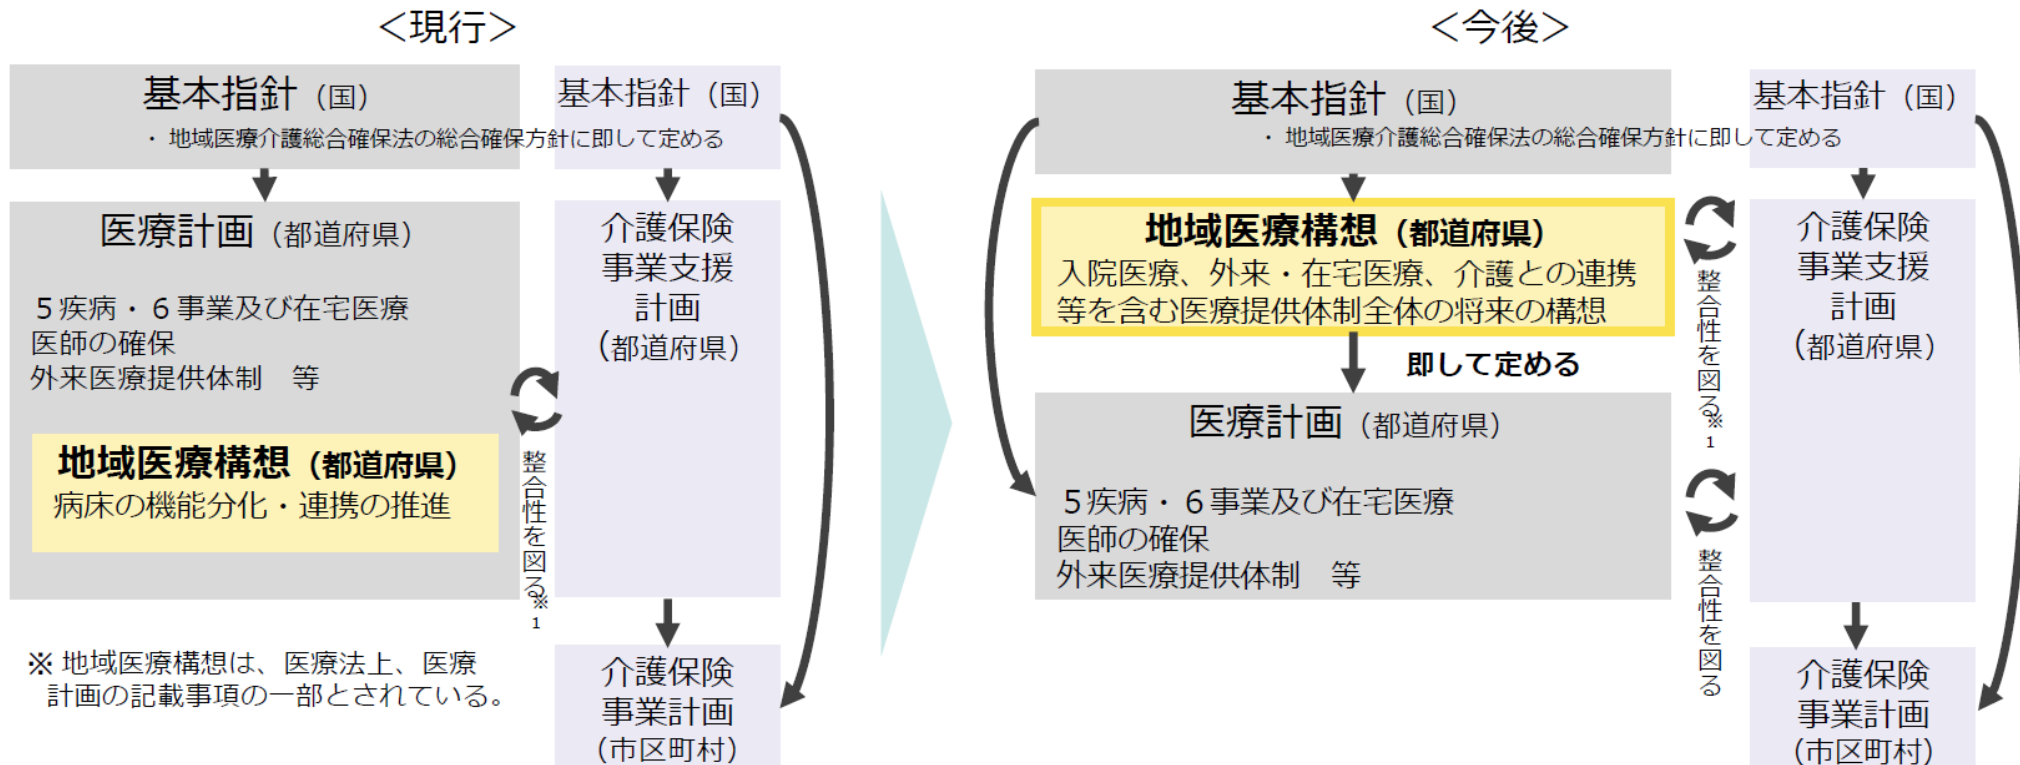 ＜現行＞
基本指針（国）
・ 地域医療介護総合確保法の総合確保方針に即して定める
基本指針（国）
医療計画（都道府県）
５疾病・６事業及び在宅医療
医師の確保
外来医療提供体制　等
地域医療構想（都道府県）
病床の機能分化・連携の推進
整合性を図る※1
介護保険
事業支援
計画
（都道府県）
介護保険
事業計画
（市区町村）
※ 地域医療構想は、医療法上、医療
計画の記載事項の一部とされている。
＜今後＞
基本指針（国）
・ 地域医療介護総合確保法の総合確保方針に即して定める
基本指針（国）
地域医療構想（都道府県）
入院医療、外来・在宅医療、介護との連携
等を含む医療提供体制全体の将来の構想
即して定める
医療計画（都道府県）
５疾病・６事業及び在宅医療
医師の確保
外来医療提供体制　等
整合性を図る※1
整合性を図る
介護保険
事業支援
計画
（都道府県）
介護保険
事業計画
（市区町村）